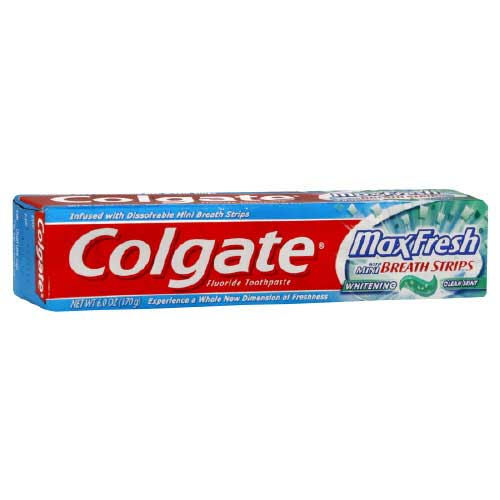 Infused with Dissolvable Mini Breath Strips
Colgate®
Fluoride Toothpaste
NET WT 6.0 OZ (170g)
Experience a Whole New Dimension of Freshness
MaxFresh
WITH MINI BREATH STRIPS
WHITENING
CLEAN MINT
Colgate